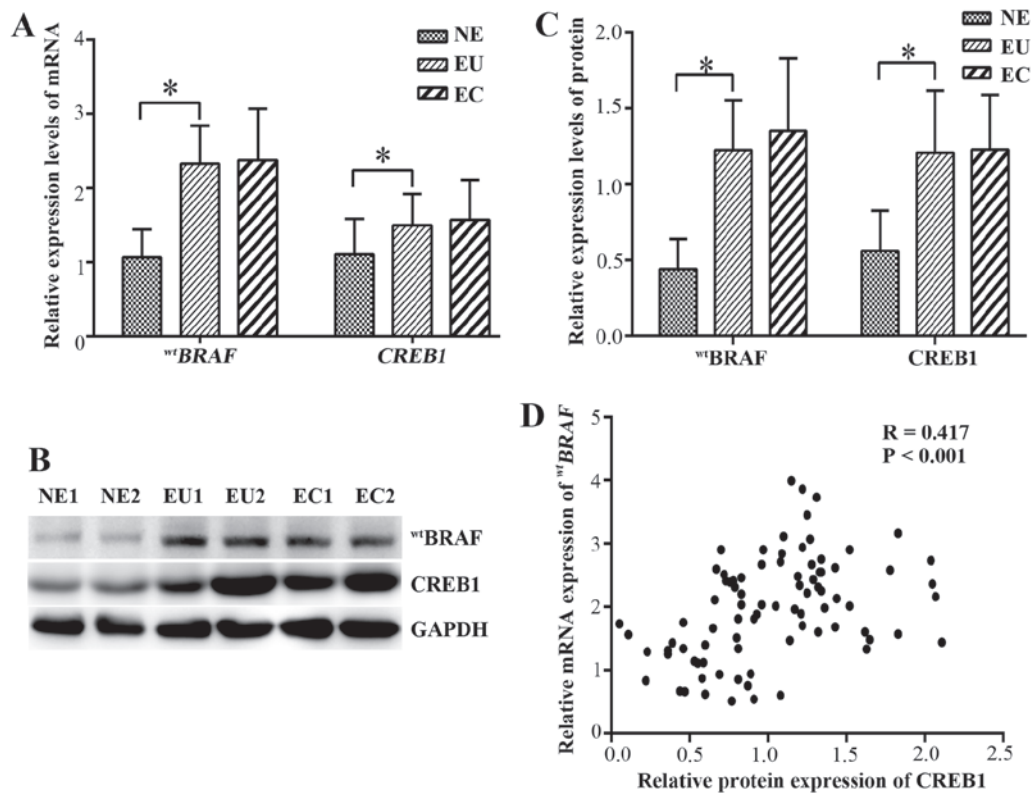 A
Relative expression levels of mRNA
4
3
2
1
0
*
*
NE
EU
EC
wtBRAF
CREB1
C
Relative expression levels of protein
2.0
1.5
1.0
0.5
0.0
*
*
NE
EU
EC
wtBRAF
CREB1
B
NE1 NE2 EU1 EU2 EC1 EC2
wtBRAF
CREB1
GAPDH
D
Relative mRNA expression of wtBRAF
5
4
3
2
1
0
R = 0.417
P < 0.001
0.0 0.5 1.0 1.5 2.0 2.5
Relative protein expression of CREB1